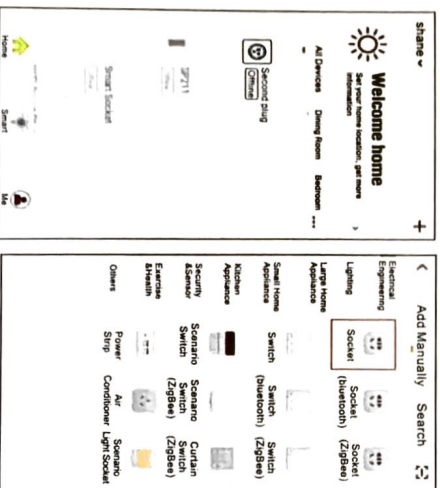 shane
Welcome home
Set your home location, get more
information
All Devices Dining Room Bedroom ...
Second plug
Offline
SP211
Smart Socket
Home Smart Me
Add Manually Search
Electrical
Engineering
Lighting
Large Home
Appliance
Small Home
Appliance
Kitchen
Appliance
Security
&Sensor
Exercise
&Health
Others
Socket
Socket
(bluetooth)
Socket
(ZigBee)
Switch
Switch
(bluetooth)
Switch
(ZigBee)
Scenario
Switch
Scenario
Switch
(ZigBee)
Curtain
Switch
(ZigBee)
Power
Strip
Air
Conditioner
Scenario
Light Socket